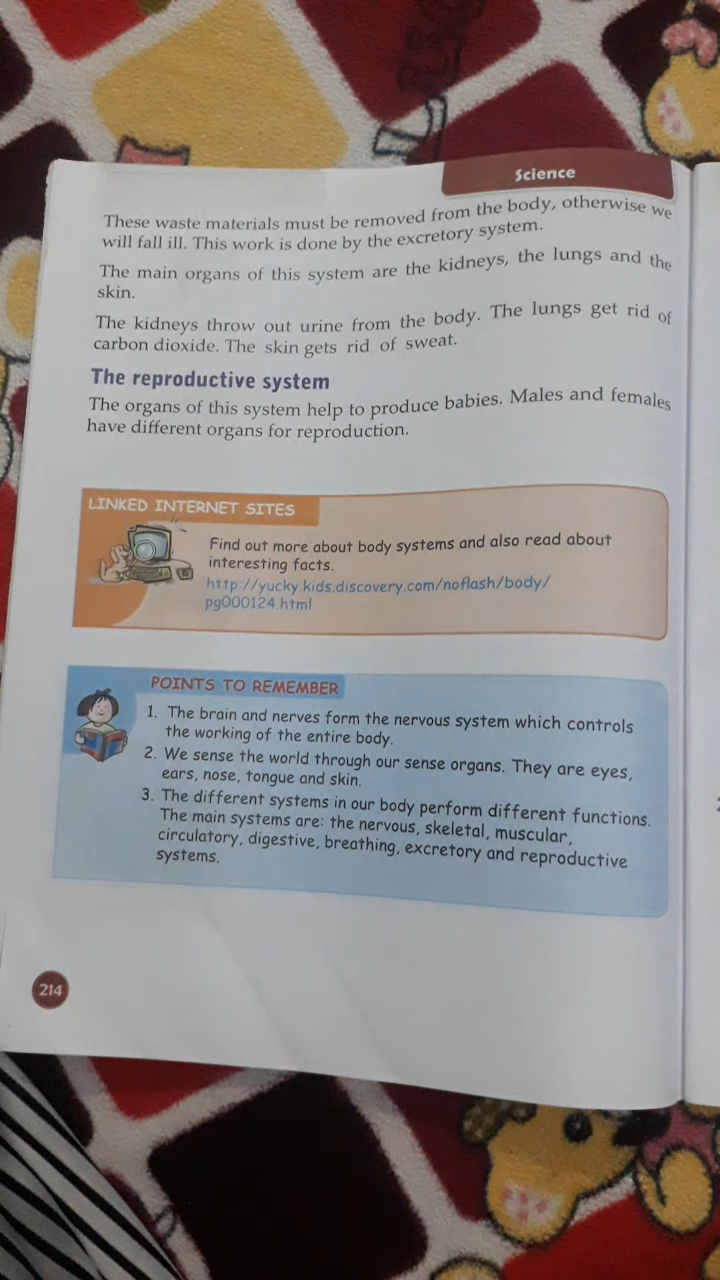 Science
These waste materials must be removed from the body, otherwise we
will fall ill. This work is done by the excretory system.
The main organs of this system are the kidneys, the lungs and the
skin.
The kidneys throw out urine from the body. The lungs get rid of
carbon dioxide. The skin gets rid of sweat.
The reproductive system
The organs of this system help to produce babies. Males and females
have different organs for reproduction.
LINKED INTERNET SITES
Find out more about body systems and also read about
interesting facts.
http://yucky.kids.discovery.com/noflash/body/
pg000124.html
POINTS TO REMEMBER
1. The brain and nerves form the nervous system which controls
the working of the entire body.
2. We sense the world through our sense organs. They are eyes,
ears, nose, tongue and skin.
3. The different systems in our body perform different functions.
The main systems are: the nervous, skeletal, muscular,
circulatory, digestive, breathing, excretory and reproductive
systems.
214